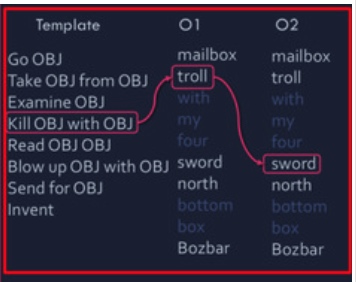 Template O1 O2
Go OBJ mailbox mailbox
Take OBJ from OBJ troll troll
Examine OBJ with with
Kill OBJ with OBJ my my
Read OBJ OBJ four four
Blow up OBJ with OBJ sword sword
Send for OBJ north north
Invent bottom bottom
box box
Bozbar Bozbar